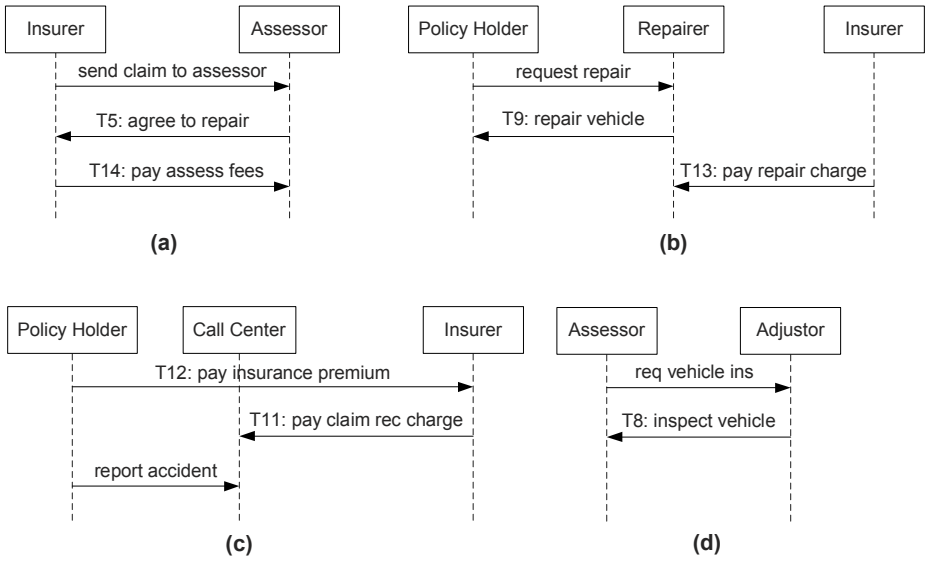 Insurer
Assessor
send claim to assessor
T5: agree to repair
T14: pay assess fees
(a)
Policy Holder
Repairer
Insurer
request repair
T9: repair vehicle
T13: pay repair charge
(b)
Policy Holder
Call Center
Insurer
T12: pay insurance premium
T11: pay claim rec charge
report accident
(c)
Assessor
Adjustor
req vehicle ins
T8: inspect vehicle
(d)